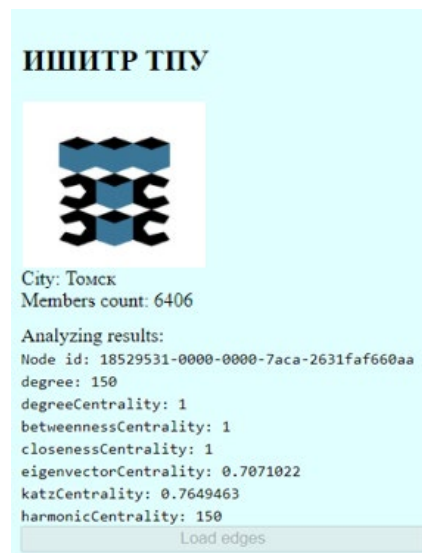 ИШИТР ТПУ
City: Томск
Members count: 6406
Analyzing results:
Node id: 18529531-0000-0000-7aca-2631faf660aa
degree: 150
degreeCentrality: 1
betweennessCentrality: 1
closenessCentrality: 1
eigenvectorCentrality: 0.7071022
katzCentrality: 0.7649463
harmonicCentrality: 150
Load edges